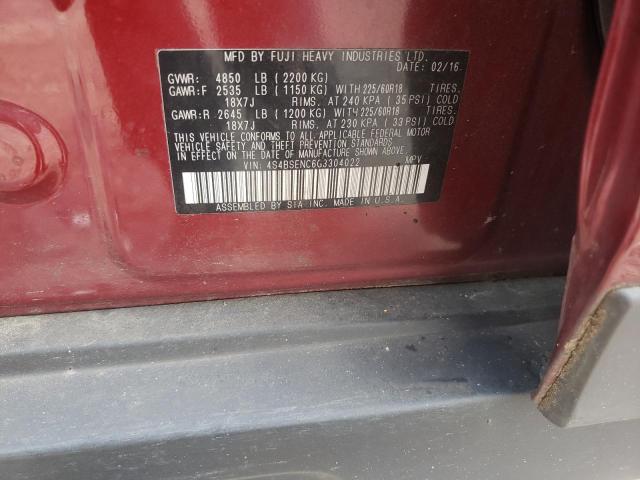 MFD BY FUJI HEAVY INDUSTRIES LTD.
DATE: 02/16
GVWR: 4850 LB (2200 KG)
GAWR:F 2535 LB (1150 KG) WITH 225/60R18 TIRES.
18X7J RIMS. AT 240 KPA (35 PSI) COLD
GAWR:R 2645 LB (1200 KG) WITH 225/60R18 TIRES.
18X7J RIMS. AT 230 KPA (33 PSI) COLD
THIS VEHICLE CONFORMS TO ALL APPLICABLE FEDERAL MOTOR
VEHICLE SAFETY AND THEFT PREVENTION STANDARDS
IN EFFECT ON THE DATE OF MANUFACTURE SHOWN ABOVE.
VIN: 4S4BSENC6G3304022 MPV
ASSEMBLED BY SIA INC. MADE IN U.S.A.